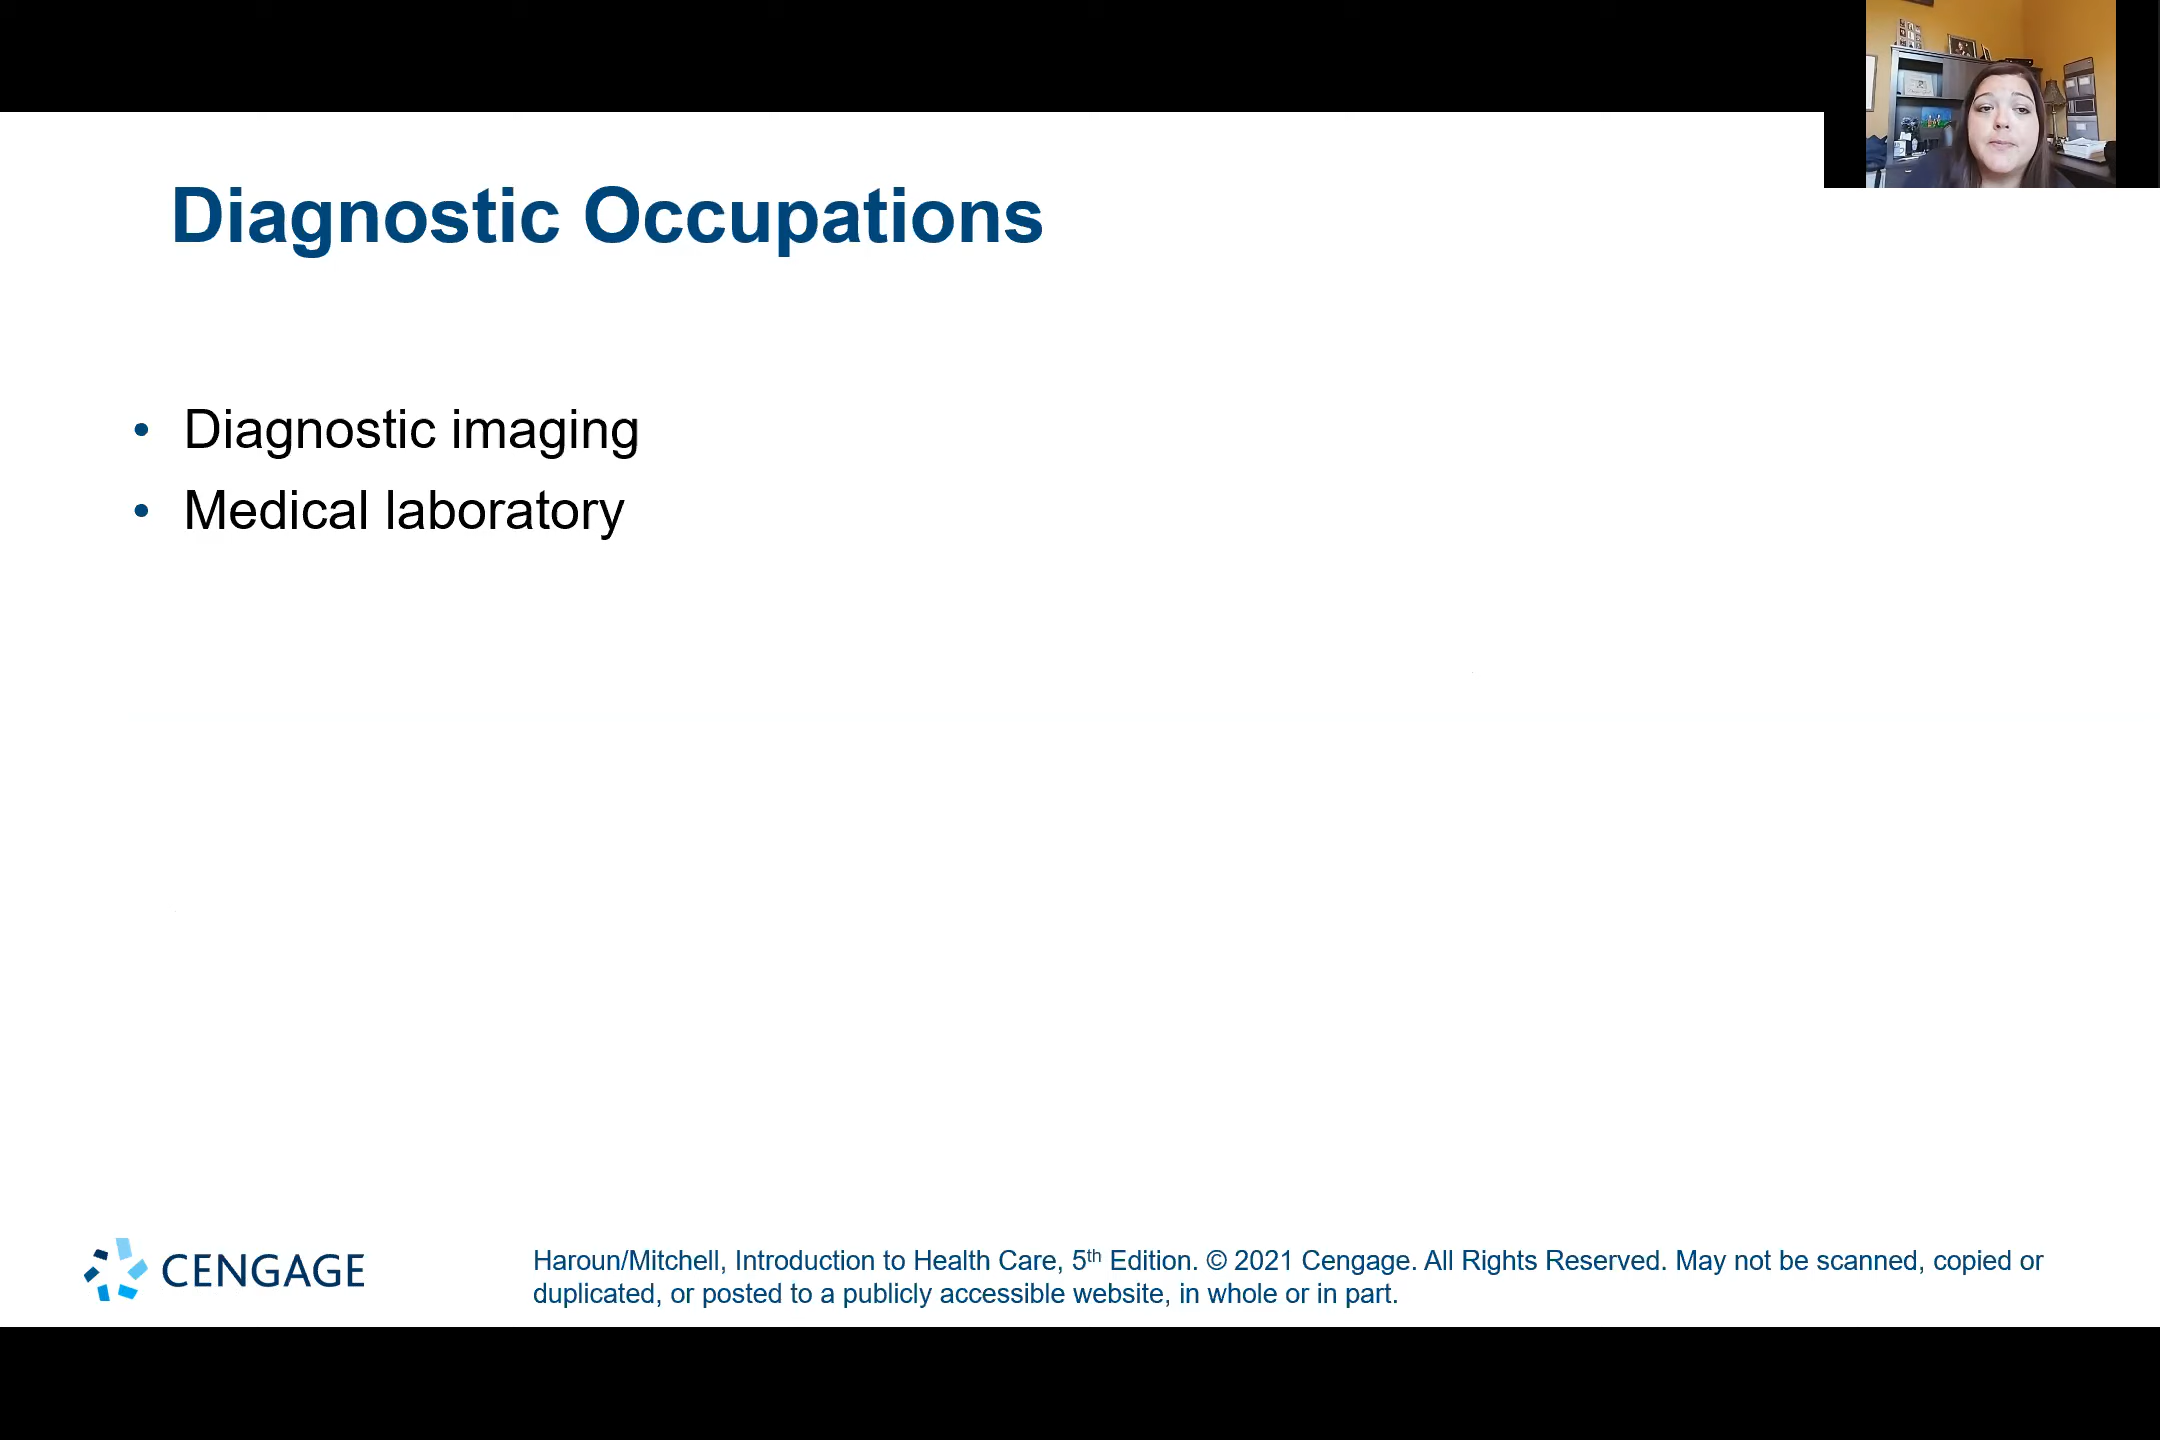 Diagnostic Occupations
• Diagnostic imaging
• Medical laboratory
CENGAGE
Haroun/Mitchell, Introduction to Health Care, 5th Edition. © 2021 Cengage. All Rights Reserved. May not be scanned, copied or
duplicated, or posted to a publicly accessible website, in whole or in part.